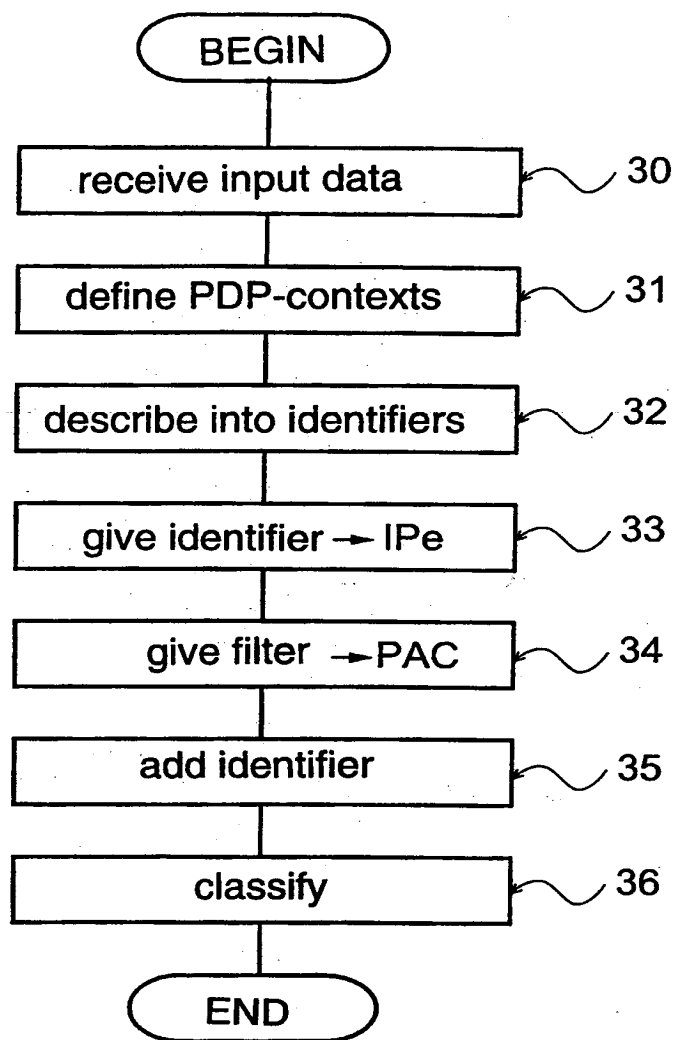 BEGIN
receive input data 30
define PDP-contexts 31
describe into identifiers 32
give identifier → IPe 33
give filter → PAC 34
add identifier 35
classify 36
END